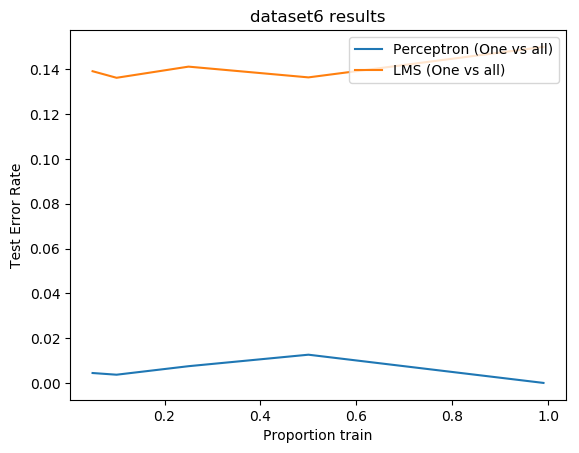 dataset6 results
Perceptron (One vs all)
LMS (One vs all)
Test Error Rate
0.14
0.12
0.10
0.08
0.06
0.04
0.02
0.00
0.2 0.4 0.6 0.8 1.0
Proportion train